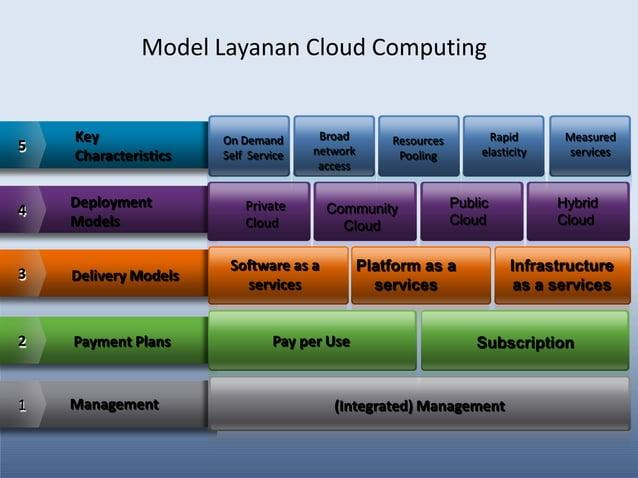 Model Layanan Cloud Computing
5
Key
Characteristics
On Demand
Self Service
Broad
network
access
Resources
Pooling
Rapid
elasticity
Measured
services
4
Deployment
Models
Private
Cloud
Community
Cloud
Public
Cloud
Hybrid
Cloud
3
Delivery Models
Software as a
services
Platform as a
services
Infrastructure
as a services
2
Payment Plans
Pay per Use
Subscription
1
Management
(Integrated) Management